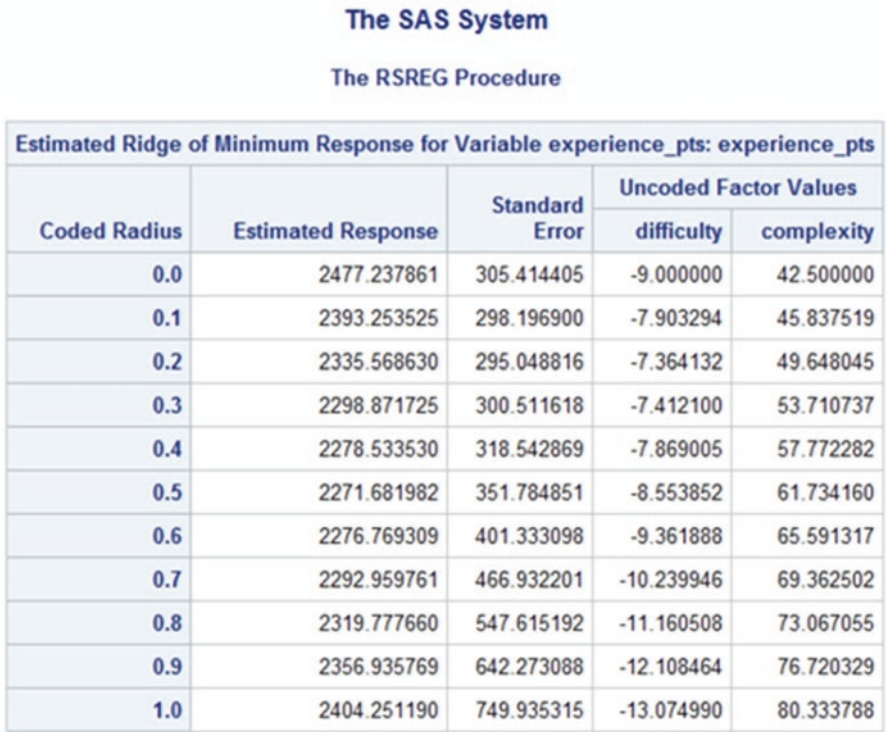 The SAS System
The RSREG Procedure
Estimated Ridge of Minimum Response for Variable experience_pts: experience_pts
Coded Radius Estimated Response Standard Error Uncoded Factor Values
difficulty complexity
0.0 2477.237861 305.414405 -9.000000 42.500000
0.1 2393.253525 298.196900 -7.903294 45.837519
0.2 2335.568630 295.048816 -7.364132 49.648045
0.3 2298.871725 300.511618 -7.412100 53.710737
0.4 2278.533530 318.542869 -7.869005 57.772282
0.5 2271.681982 351.784851 -8.553852 61.734160
0.6 2276.769309 401.333098 -9.361888 65.591317
0.7 2292.959761 466.932201 -10.239946 69.362502
0.8 2319.777660 547.615192 -11.160508 73.067055
0.9 2356.935769 642.273088 -12.108464 76.720329
1.0 2404.251190 749.935315 -13.074990 80.333788